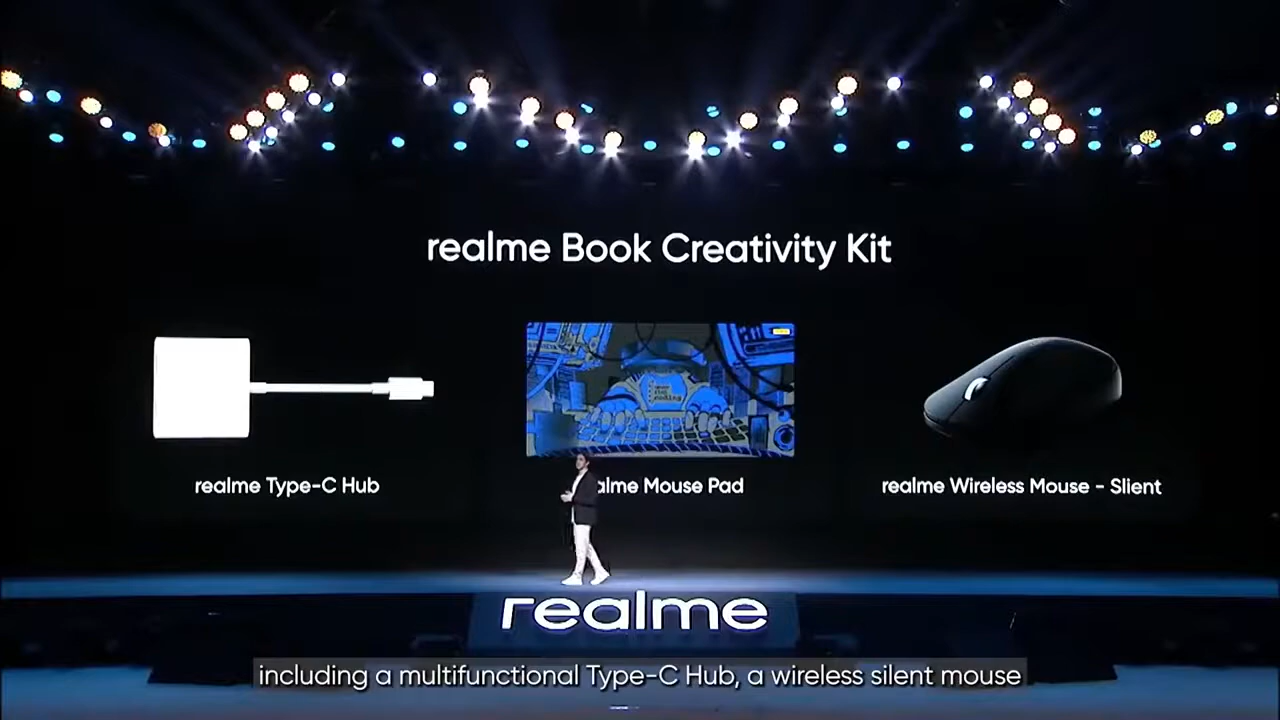 realme Book Creativity Kit
realme Type-C Hub
alme Mouse Pad
realme Wireless Mouse - Slient
realme
including a multifunctional Type-C Hub, a wireless silent mouse